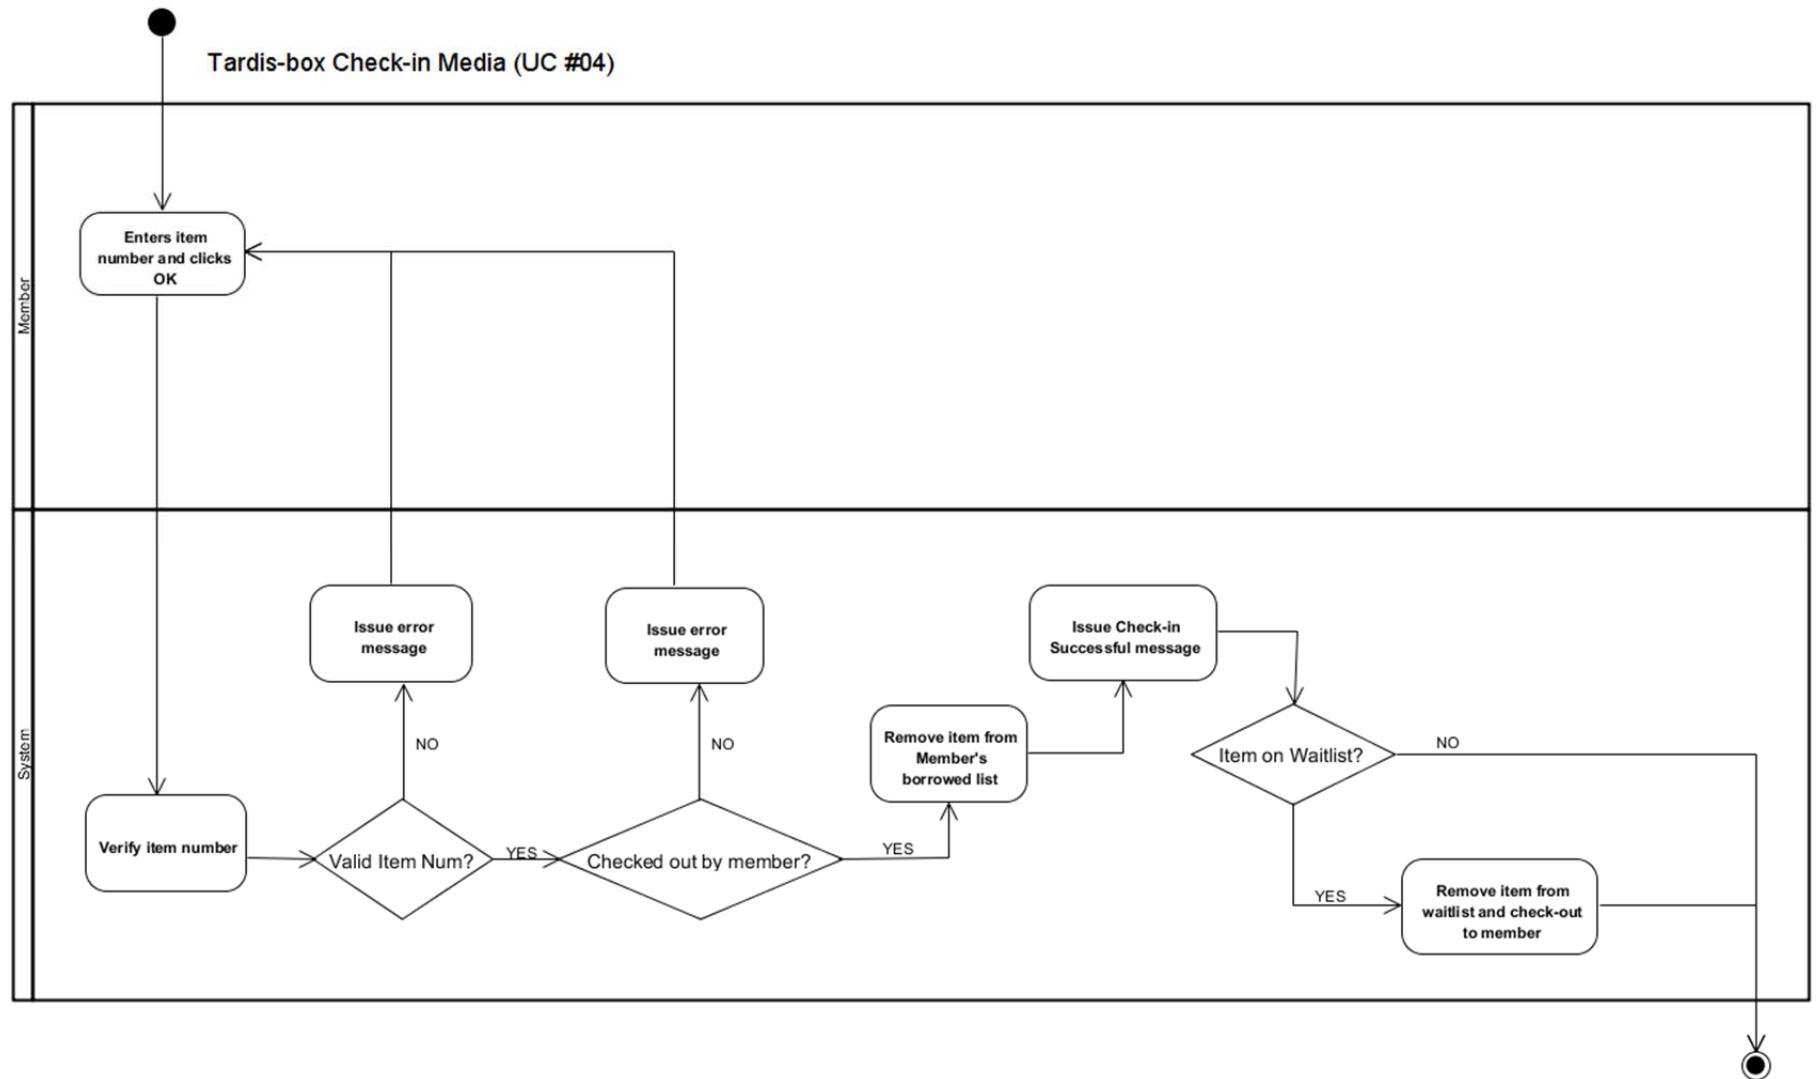 Tardis-box Check-in Media (UC #04)
Member
Enters item
number and clicks
OK
System
Issue error
message
Issue error
message
Issue Check-in
Successful message
NO
NO
Remove item from
Member's
borrowed list
Item on Waitlist?
NO
Verify item number
Valid Item Num?
YES
Checked out by member?
YES
YES
Remove item from
waitlist and check-out
to member